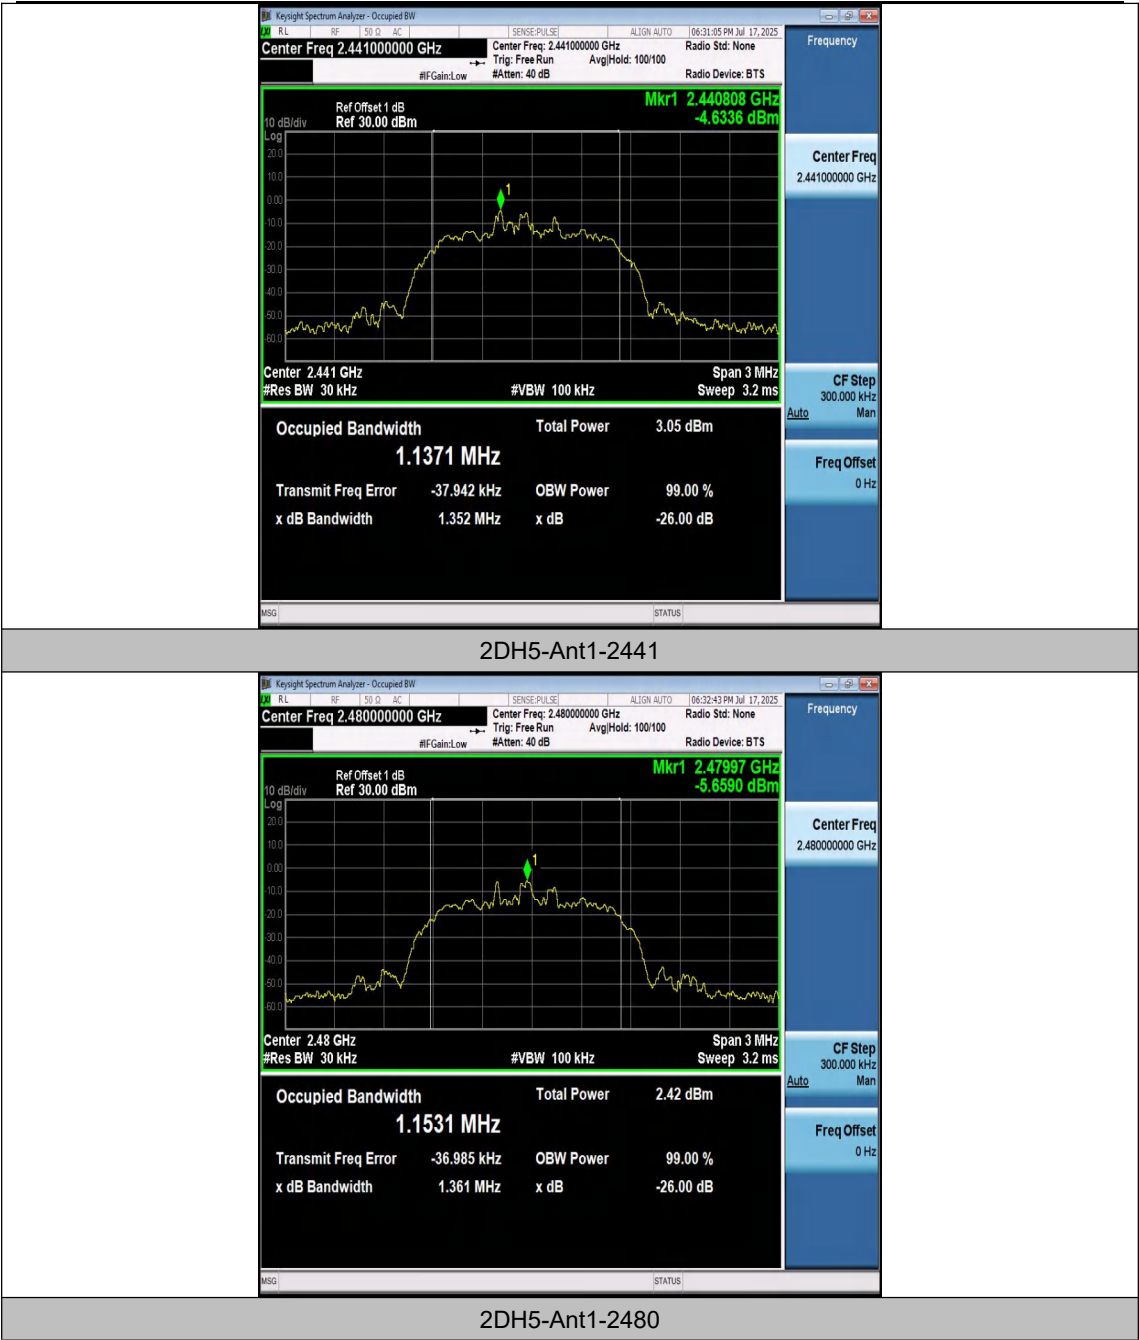 Keysight Spectrum Analyzer - Occupied BW
RL RF 50 Ω AC SENSE:PULSE ALIGN AUTO 06:31:05 PM Jul 17, 2025
Center Freq 2.441000000 GHz Center Freq: 2.441000000 GHz Radio Std: None Frequency
Trig: Free Run Avg|Hold: 100/100
#IFGain:Low #Atten: 40 dB Radio Device: BTS
Mkr1 2.440808 GHz
-4.6336 dBm
Ref Offset 1 dB
10 dB/div Ref 30.00 dBm
Log
20.0
10.0
0.00
-10.0
-20.0
-30.0
-40.0
-50.0
-60.0
1
Center Freq
2.441000000 GHz
Center 2.441 GHz Span 3 MHz
#Res BW 30 kHz #VBW 100 kHz Sweep 3.2 ms
CF Step
300.000 kHz
Auto Man
Occupied Bandwidth Total Power 3.05 dBm
1.1371 MHz
Transmit Freq Error -37.942 kHz OBW Power 99.00 %
x dB Bandwidth 1.352 MHz x dB -26.00 dB
Freq Offset
0 Hz
MSG STATUS
2DH5-Ant1-2441
Keysight Spectrum Analyzer - Occupied BW
RL RF 50 Ω AC SENSE:PULSE ALIGN AUTO 06:32:43 PM Jul 17, 2025
Center Freq 2.480000000 GHz Center Freq: 2.480000000 GHz Radio Std: None Frequency
Trig: Free Run Avg|Hold: 100/100
#IFGain:Low #Atten: 40 dB Radio Device: BTS
Mkr1 2.47997 GHz
-5.6590 dBm
Ref Offset 1 dB
10 dB/div Ref 30.00 dBm
Log
20.0
10.0
0.00
-10.0
-20.0
-30.0
-40.0
-50.0
-60.0
1
Center Freq
2.480000000 GHz
Center 2.48 GHz Span 3 MHz
#Res BW 30 kHz #VBW 100 kHz Sweep 3.2 ms
CF Step
300.000 kHz
Auto Man
Occupied Bandwidth Total Power 2.42 dBm
1.1531 MHz
Transmit Freq Error -36.985 kHz OBW Power 99.00 %
x dB Bandwidth 1.361 MHz x dB -26.00 dB
Freq Offset
0 Hz
MSG STATUS
2DH5-Ant1-2480